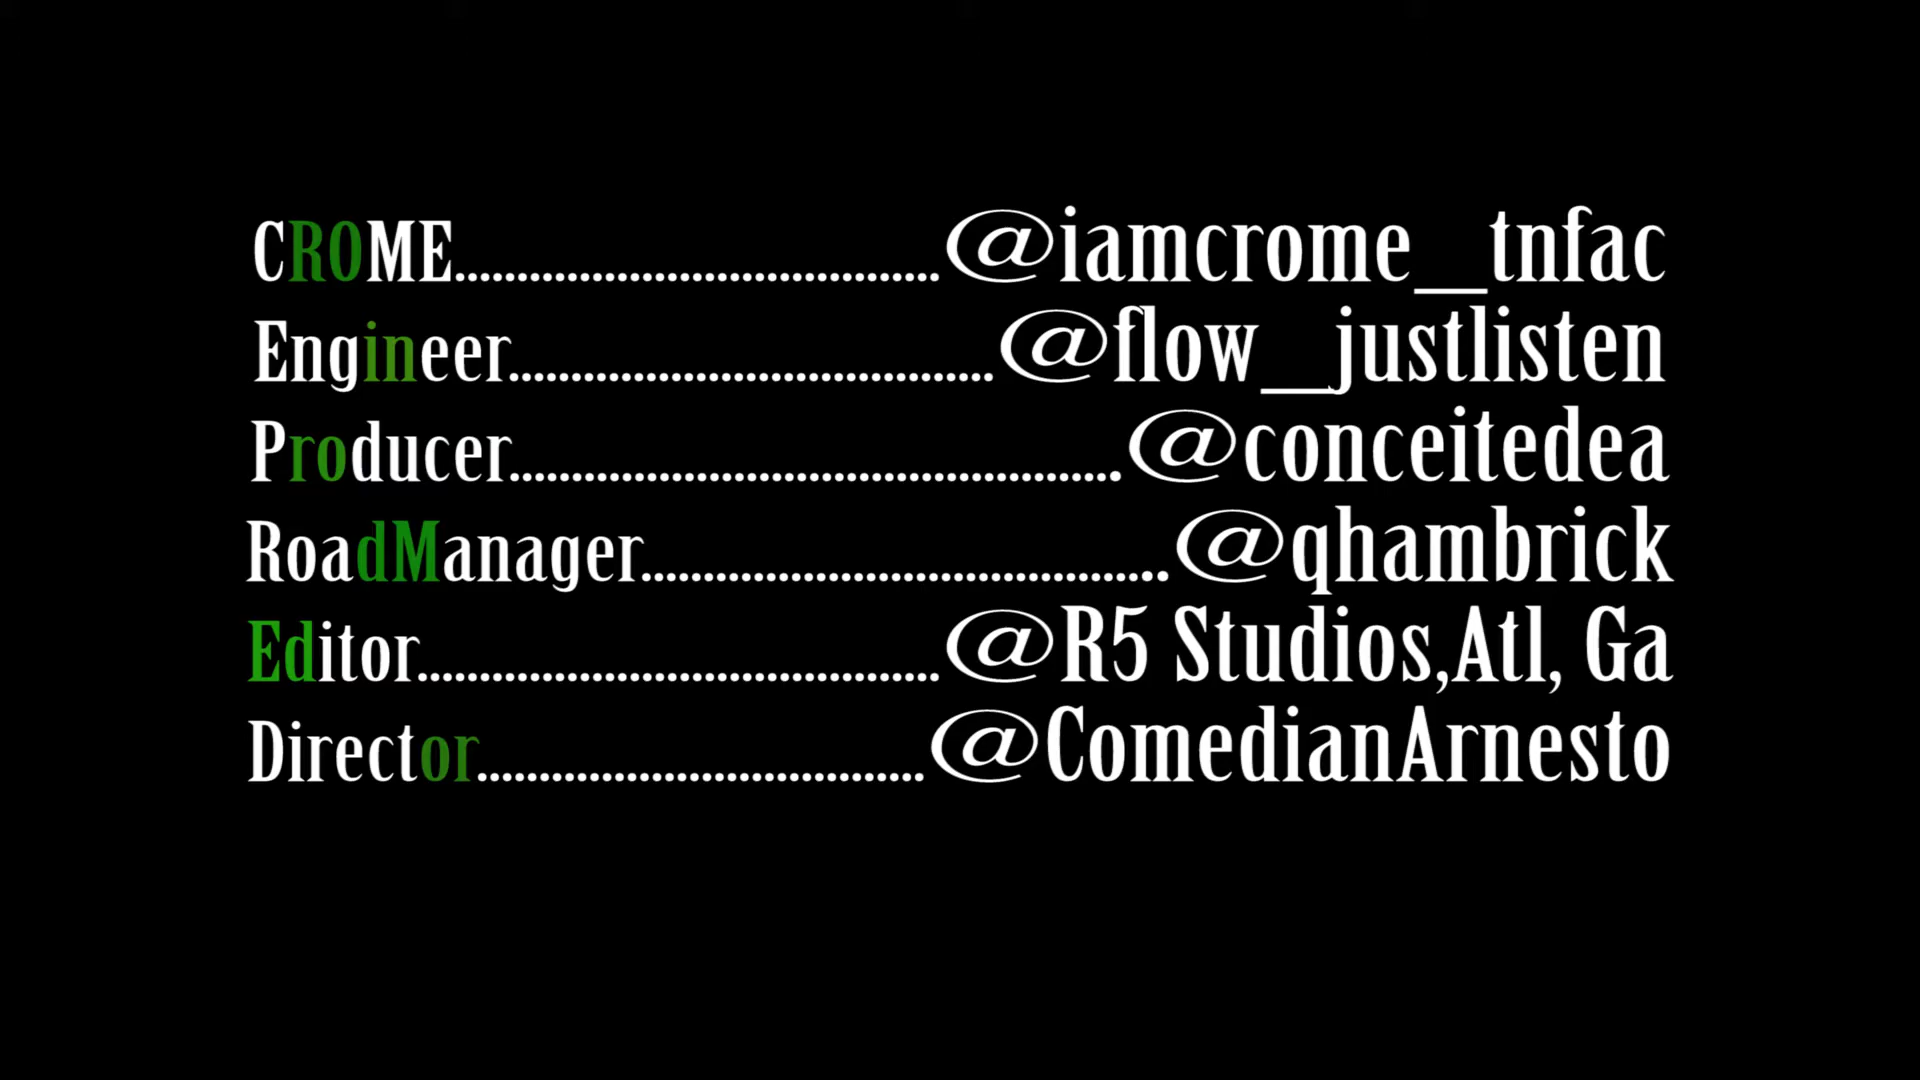 CROME.......................................@iamcrome_tnfac
Engineer.......................................@flow_justlisten
Producer.................................................@conceitedea
RoadManager..........................................@qhambrick
Editor..........................................@R5 Studios,Atl, Ga
Director....................................@ComedianArnesto